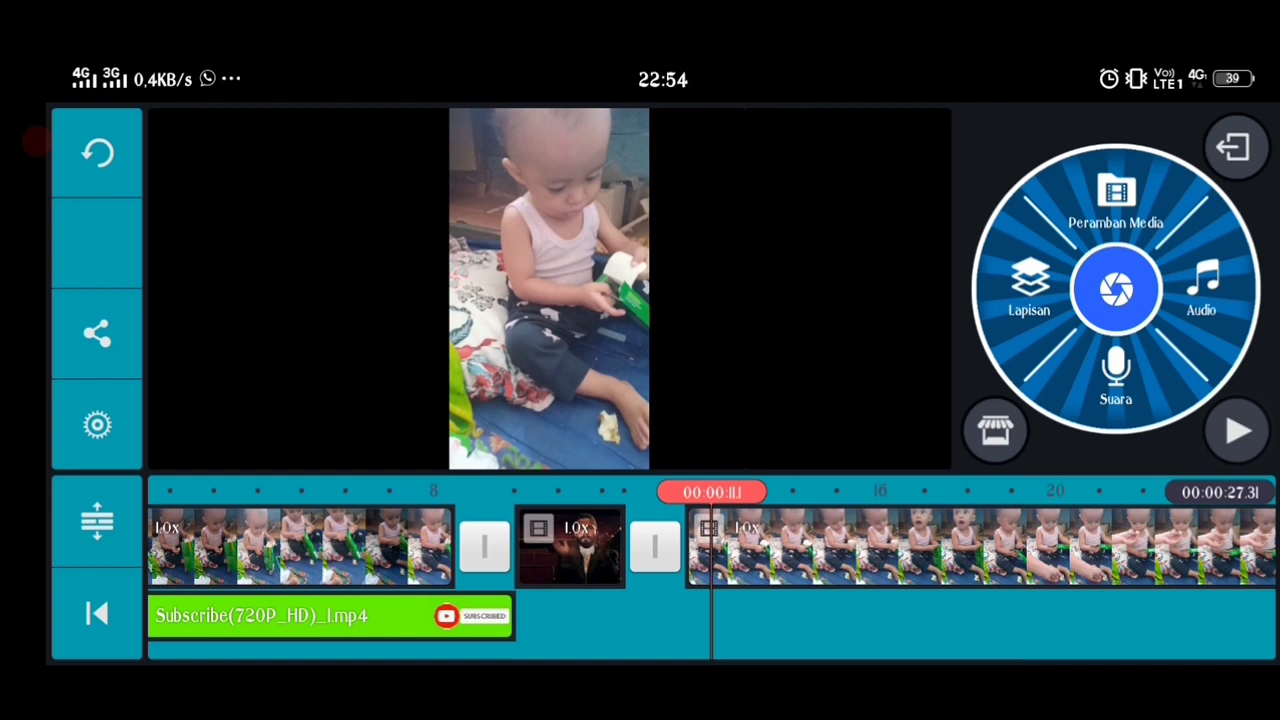 4G 3G 0,4KB/s ...
22:54
Vo)) LTE1 4G 39
Peramban Media
Lapisan
Audio
Suara
8
00:00:11.1
16
20
00:00:27.31
1.0x
1.0x
1.0x
Subscribe(720P_HD)_1.mp4
SUBSCRIBED